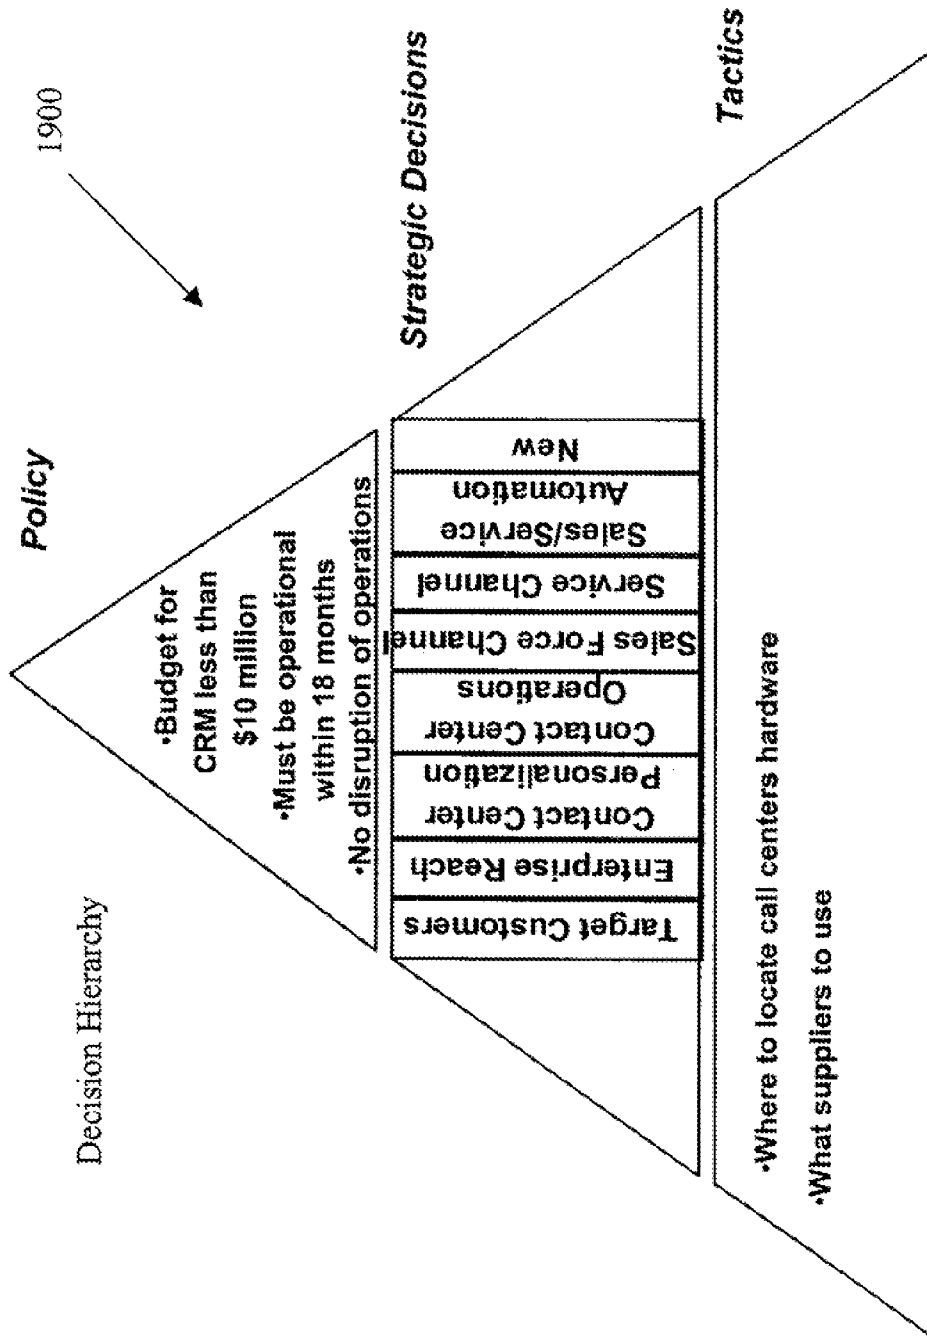 Decision Hierarchy
1900
Policy
•Budget for
CRM less than
$10 million
•Must be operational
within 18 months
•No disruption of operations
Strategic Decisions
Target Customers
Enterprise Reach
Contact Center
Personalization
Contact Center
Operations
Sales Force Channel
Service Channel
Sales/Service
Automation
New
Tactics
•Where to locate call centers hardware
•What suppliers to use